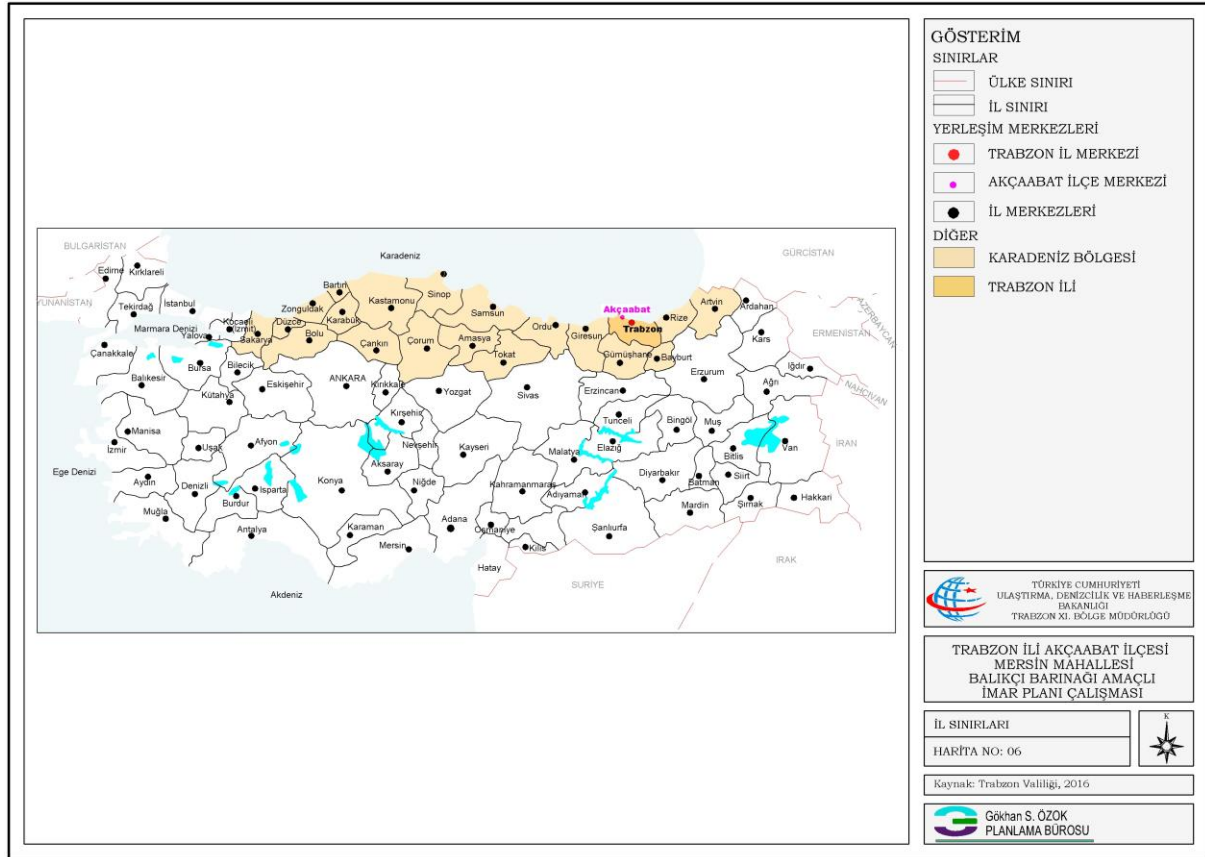 BULGARİSTAN
GÜRCİSTAN
Karadeniz
Edirne
Kırklareli
YUNANİSTAN
Tekirdağ
İstanbul
Marmara Denizi
Kocaeli
(İzmit)
Yalova
Sakarya
Düzce
Zonguldak
Bartın
Karabük
Kastamonu
Sinop
Samsun
Bolu
Çankırı
Çorum
Amasya
Tokat
Ordu
Giresun
Akçaabat
Trabzon
Gümüşhane
Bayburt
Rize
Artvin
Ardahan
Kars
ERMENİSTAN
AZERBAYCAN
NAHÇIVAN
İRAN
Iğdır
Ağrı
Erzurum
Erzincan
Çanakkale
Bursa
Bilecik
Balıkesir
Kütahya
Eskişehir
ANKARA
Kırıkkale
Yozgat
Sivas
Kırşehir
Tunceli
Bingöl
Muş
Van
Bitlis
Manisa
İzmir
Uşak
Afyon
Nevşehir
Kayseri
Malatya
Elazığ
Ege Denizi
Aksaray
Diyarbakır
Batman
Siirt
Aydın
Denizli
Isparta
Burdur
Konya
Niğde
Kahramanmaraş
Adıyaman
Mardin
Şırnak
Hakkari
Muğla
Antalya
Karaman
Adana
Osmaniye
Şanlıurfa
Mersin
Kilis
Hatay
SURİYE
IRAK
Akdeniz
GÖSTERİM
SINIRLAR
ÜLKE SINIRI
İL SINIRI
YERLEŞİM MERKEZLERİ
TRABZON İL MERKEZİ
AKÇAABAT İLÇE MERKEZİ
İL MERKEZLERİ
DİĞER
KARADENİZ BÖLGESİ
TRABZON İLİ
TÜRKİYE CUMHURİYETİ
ULAŞTIRMA, DENİZCİLİK VE HABERLEŞME
BAKANLIĞI
TRABZON XI. BÖLGE MÜDÜRLÜĞÜ
TRABZON İLİ AKÇAABAT İLÇESİ
MERSİN MAHALLESİ
BALIKÇI BARINAĞI AMAÇLI
İMAR PLANI ÇALIŞMASI
İL SINIRLARI
HARİTA NO: 06
K
Kaynak: Trabzon Valiliği, 2016
Gökhan S. ÖZOK
PLANLAMA BÜROSU